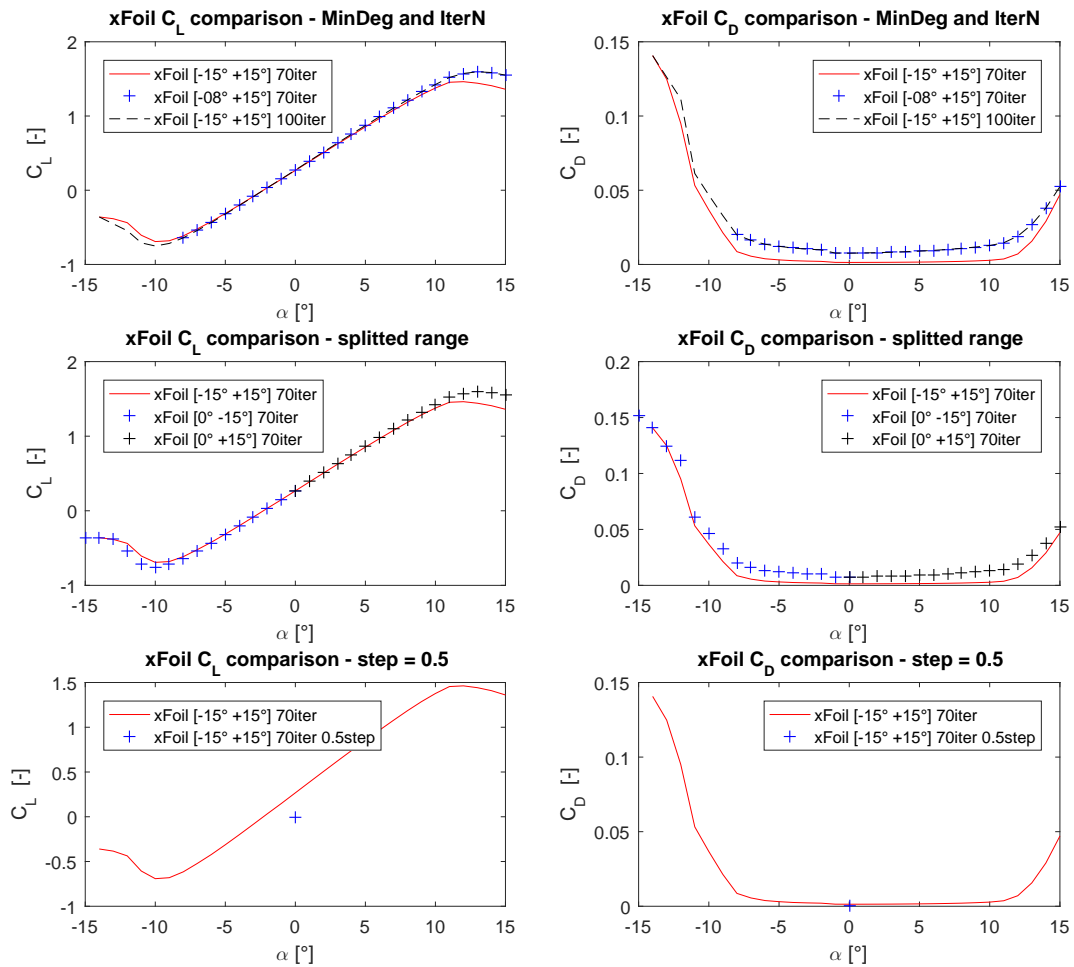 xFoil C_L comparison - MinDeg and IterN
2
1
0
-1
C_L [-]
-15
-10
-5
0
5
10
15
α [°]
xFoil [-15° +15°] 70iter
xFoil [-08° +15°] 70iter
xFoil [-15° +15°] 100iter
xFoil C_D comparison - MinDeg and IterN
0.15
0.1
0.05
0
C_D [-]
-15
-10
-5
0
5
10
15
α [°]
xFoil [-15° +15°] 70iter
xFoil [-08° +15°] 70iter
xFoil [-15° +15°] 100iter
xFoil C_L comparison - splitted range
2
1
0
-1
C_L [-]
-15
-10
-5
0
5
10
15
α [°]
xFoil [-15° +15°] 70iter
xFoil [0° -15°] 70iter
xFoil [0° +15°] 70iter
xFoil C_D comparison - splitted range
0.2
0.15
0.1
0.05
0
C_D [-]
-15
-10
-5
0
5
10
15
α [°]
xFoil [-15° +15°] 70iter
xFoil [0° -15°] 70iter
xFoil [0° +15°] 70iter
xFoil C_L comparison - step = 0.5
1.5
1
0.5
0
-0.5
-1
C_L [-]
-15
-10
-5
0
5
10
15
α [°]
xFoil [-15° +15°] 70iter
xFoil [-15° +15°] 70iter 0.5step
xFoil C_D comparison - step = 0.5
0.15
0.1
0.05
0
C_D [-]
-15
-10
-5
0
5
10
15
α [°]
xFoil [-15° +15°] 70iter
xFoil [-15° +15°] 70iter 0.5step